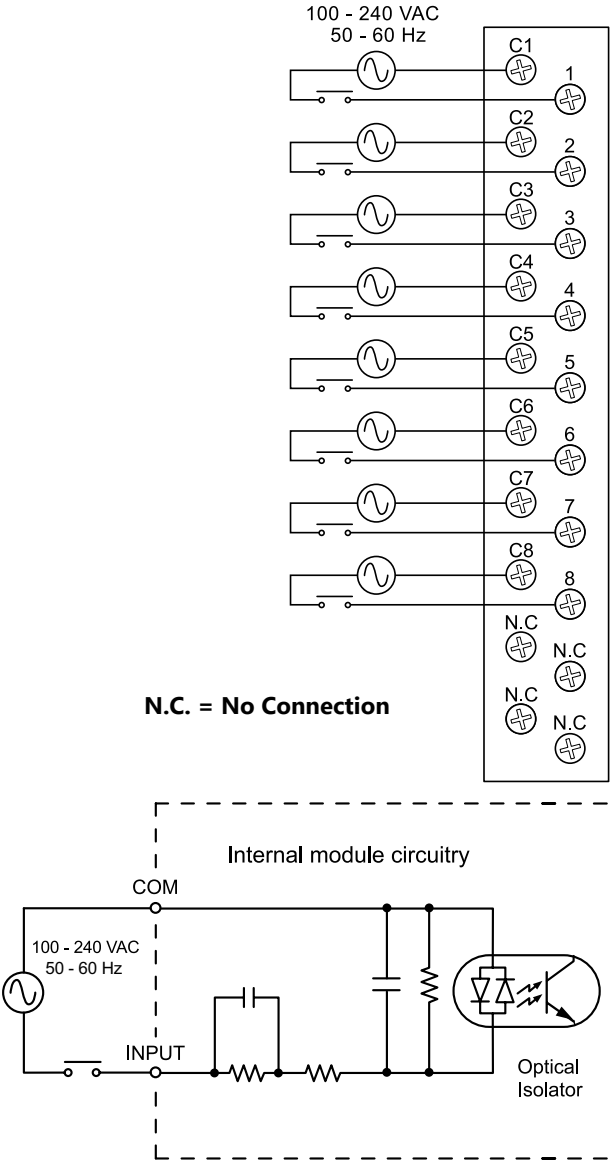 100 - 240 VAC
50 - 60 Hz
C1
1
C2
2
C3
3
C4
4
C5
5
C6
6
C7
7
C8
8
N.C
N.C
N.C
N.C
N.C. = No Connection
Internal module circuitry
COM
100 - 240 VAC
50 - 60 Hz
INPUT
Optical
Isolator